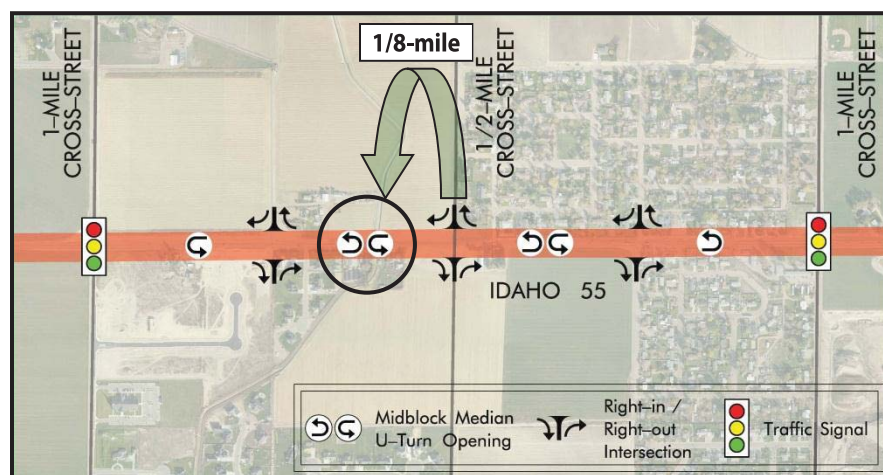 1/8-mile
1–MILE
CROSS–STREET
1/2–MILE
CROSS–STREET
1–MILE
CROSS–STREET
IDAHO 55
Midblock Median
U–Turn Opening
Right–in /
Right–out
Intersection
Traffic Signal